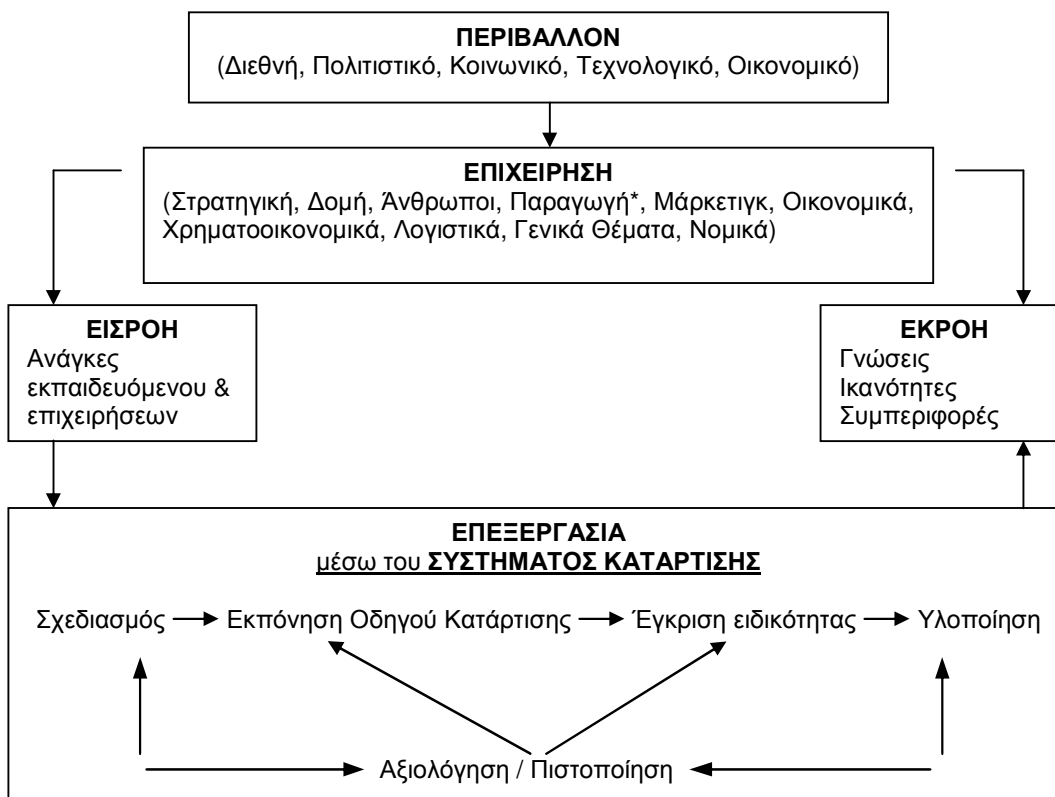 ΠΕΡΙΒΑΛΛΟΝ
(Διεθνή, Πολιτιστικό, Κοινωνικό, Τεχνολογικό, Οικονομικό)
ΕΠΙΧΕΙΡΗΣΗ
(Στρατηγική, Δομή, Άνθρωποι, Παραγωγή*, Μάρκετιγκ, Οικονομικά,
Χρηματοοικονομικά, Λογιστικά, Γενικά Θέματα, Νομικά)
ΕΙΣΡΟΗ
Ανάγκες
εκπαιδευόμενου &
επιχειρήσεων
ΕΚΡΟΗ
Γνώσεις
Ικανότητες
Συμπεριφορές
ΕΠΕΞΕΡΓΑΣΙΑ
μέσω του ΣΥΣΤΗΜΑΤΟΣ ΚΑΤΑΡΤΙΣΗΣ
Σχεδιασμός Εκπόνηση Οδηγού Κατάρτισης Έγκριση ειδικότητας Υλοποίηση
Αξιολόγηση / Πιστοποίηση